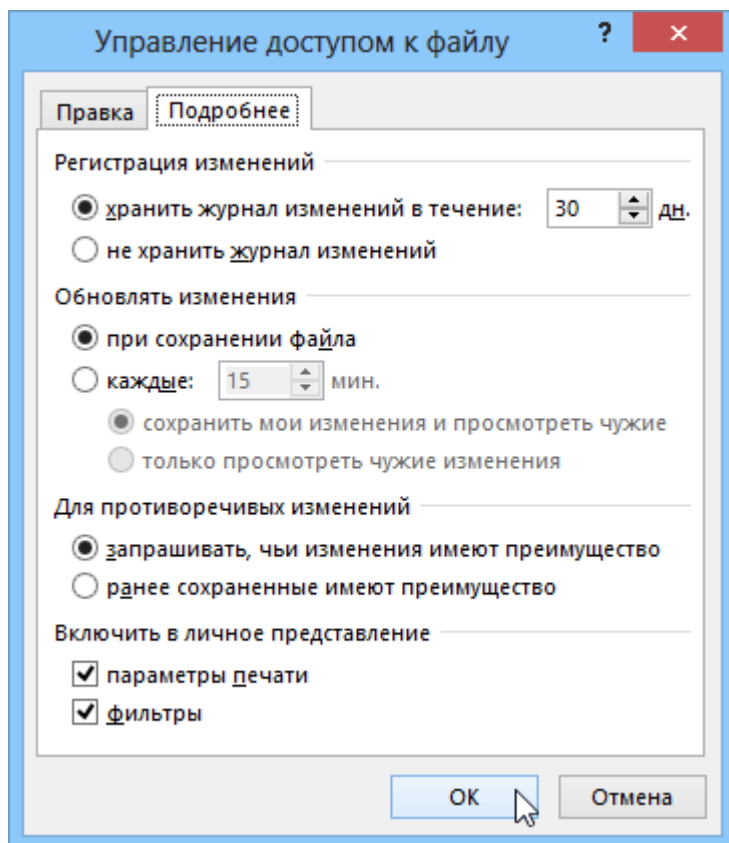 Управление доступом к файлу ?
Правка Подробнее
Регистрация изменений
хранить журнал изменений в течение: 30 дн.
не хранить журнал изменений
Обновлять изменения
при сохранении файла
каждые: 15 мин.
сохранить мои изменения и просмотреть чужие
только просмотреть чужие изменения
Для противоречивых изменений
запрашивать, чьи изменения имеют преимущество
ранее сохраненные имеют преимущество
Включить в личное представление
параметры печати
фильтры
ОК Отмена